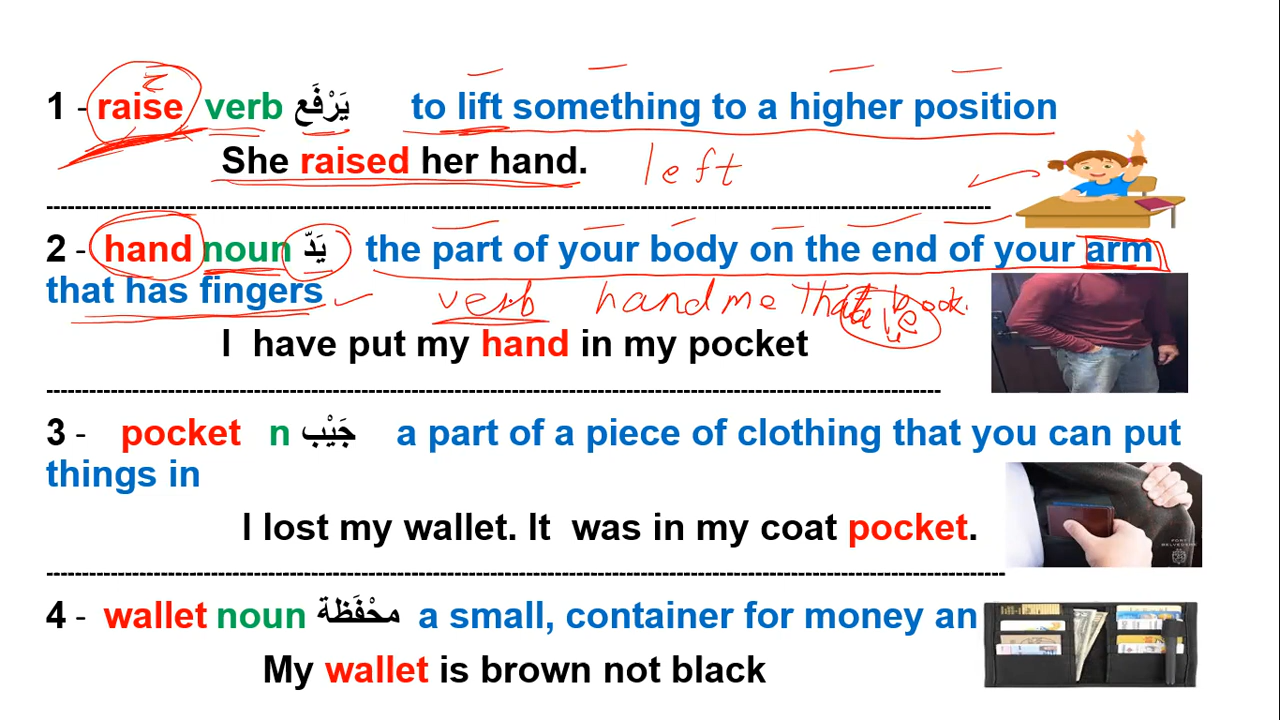 ح
1 - raise verb يَرْفَع to lift something to a higher position
She raised her hand. left
2 - hand noun يَدّ the part of your body on the end of your arm
that has fingers verb hand me that book.
I have put my hand in my pocket
3 - pocket n جَيْب a part of a piece of clothing that you can put
things in
I lost my wallet. It was in my coat pocket.
FORT BELVEDERE
4 - wallet noun محْفَظة a small, container for money an
My wallet is brown not black